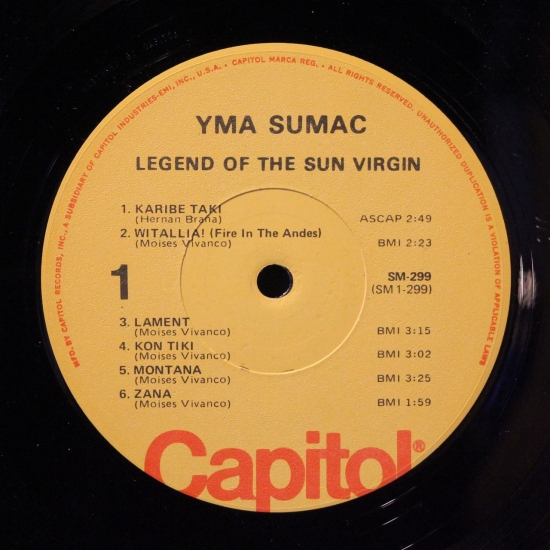 MFD. BY CAPITOL RECORDS, INC., A SUBSIDIARY OF CAPITOL INDUSTRIES-EMI, INC., U.S.A. • CAPITOL MARCA REG. • ALL RIGHTS RESERVED. UNAUTHORIZED DUPLICATION IS A VIOLATION OF APPLICABLE LAWS
YMA SUMAC
LEGEND OF THE SUN VIRGIN
1. KARIBE TAKI
(Hernan Braña) ASCAP 2:49
2. WITALLIA! (Fire In The Andes)
(Moises Vivanco) BMI 2:23
1
SM-299
(SM 1-299)
3. LAMENT
(Moises Vivanco) BMI 3:15
4. KON TIKI
(Moises Vivanco) BMI 3:02
5. MONTANA
(Moises Vivanco) BMI 3:25
6. ZANA
(Moises Vivanco) BMI 1:59
Capitol®